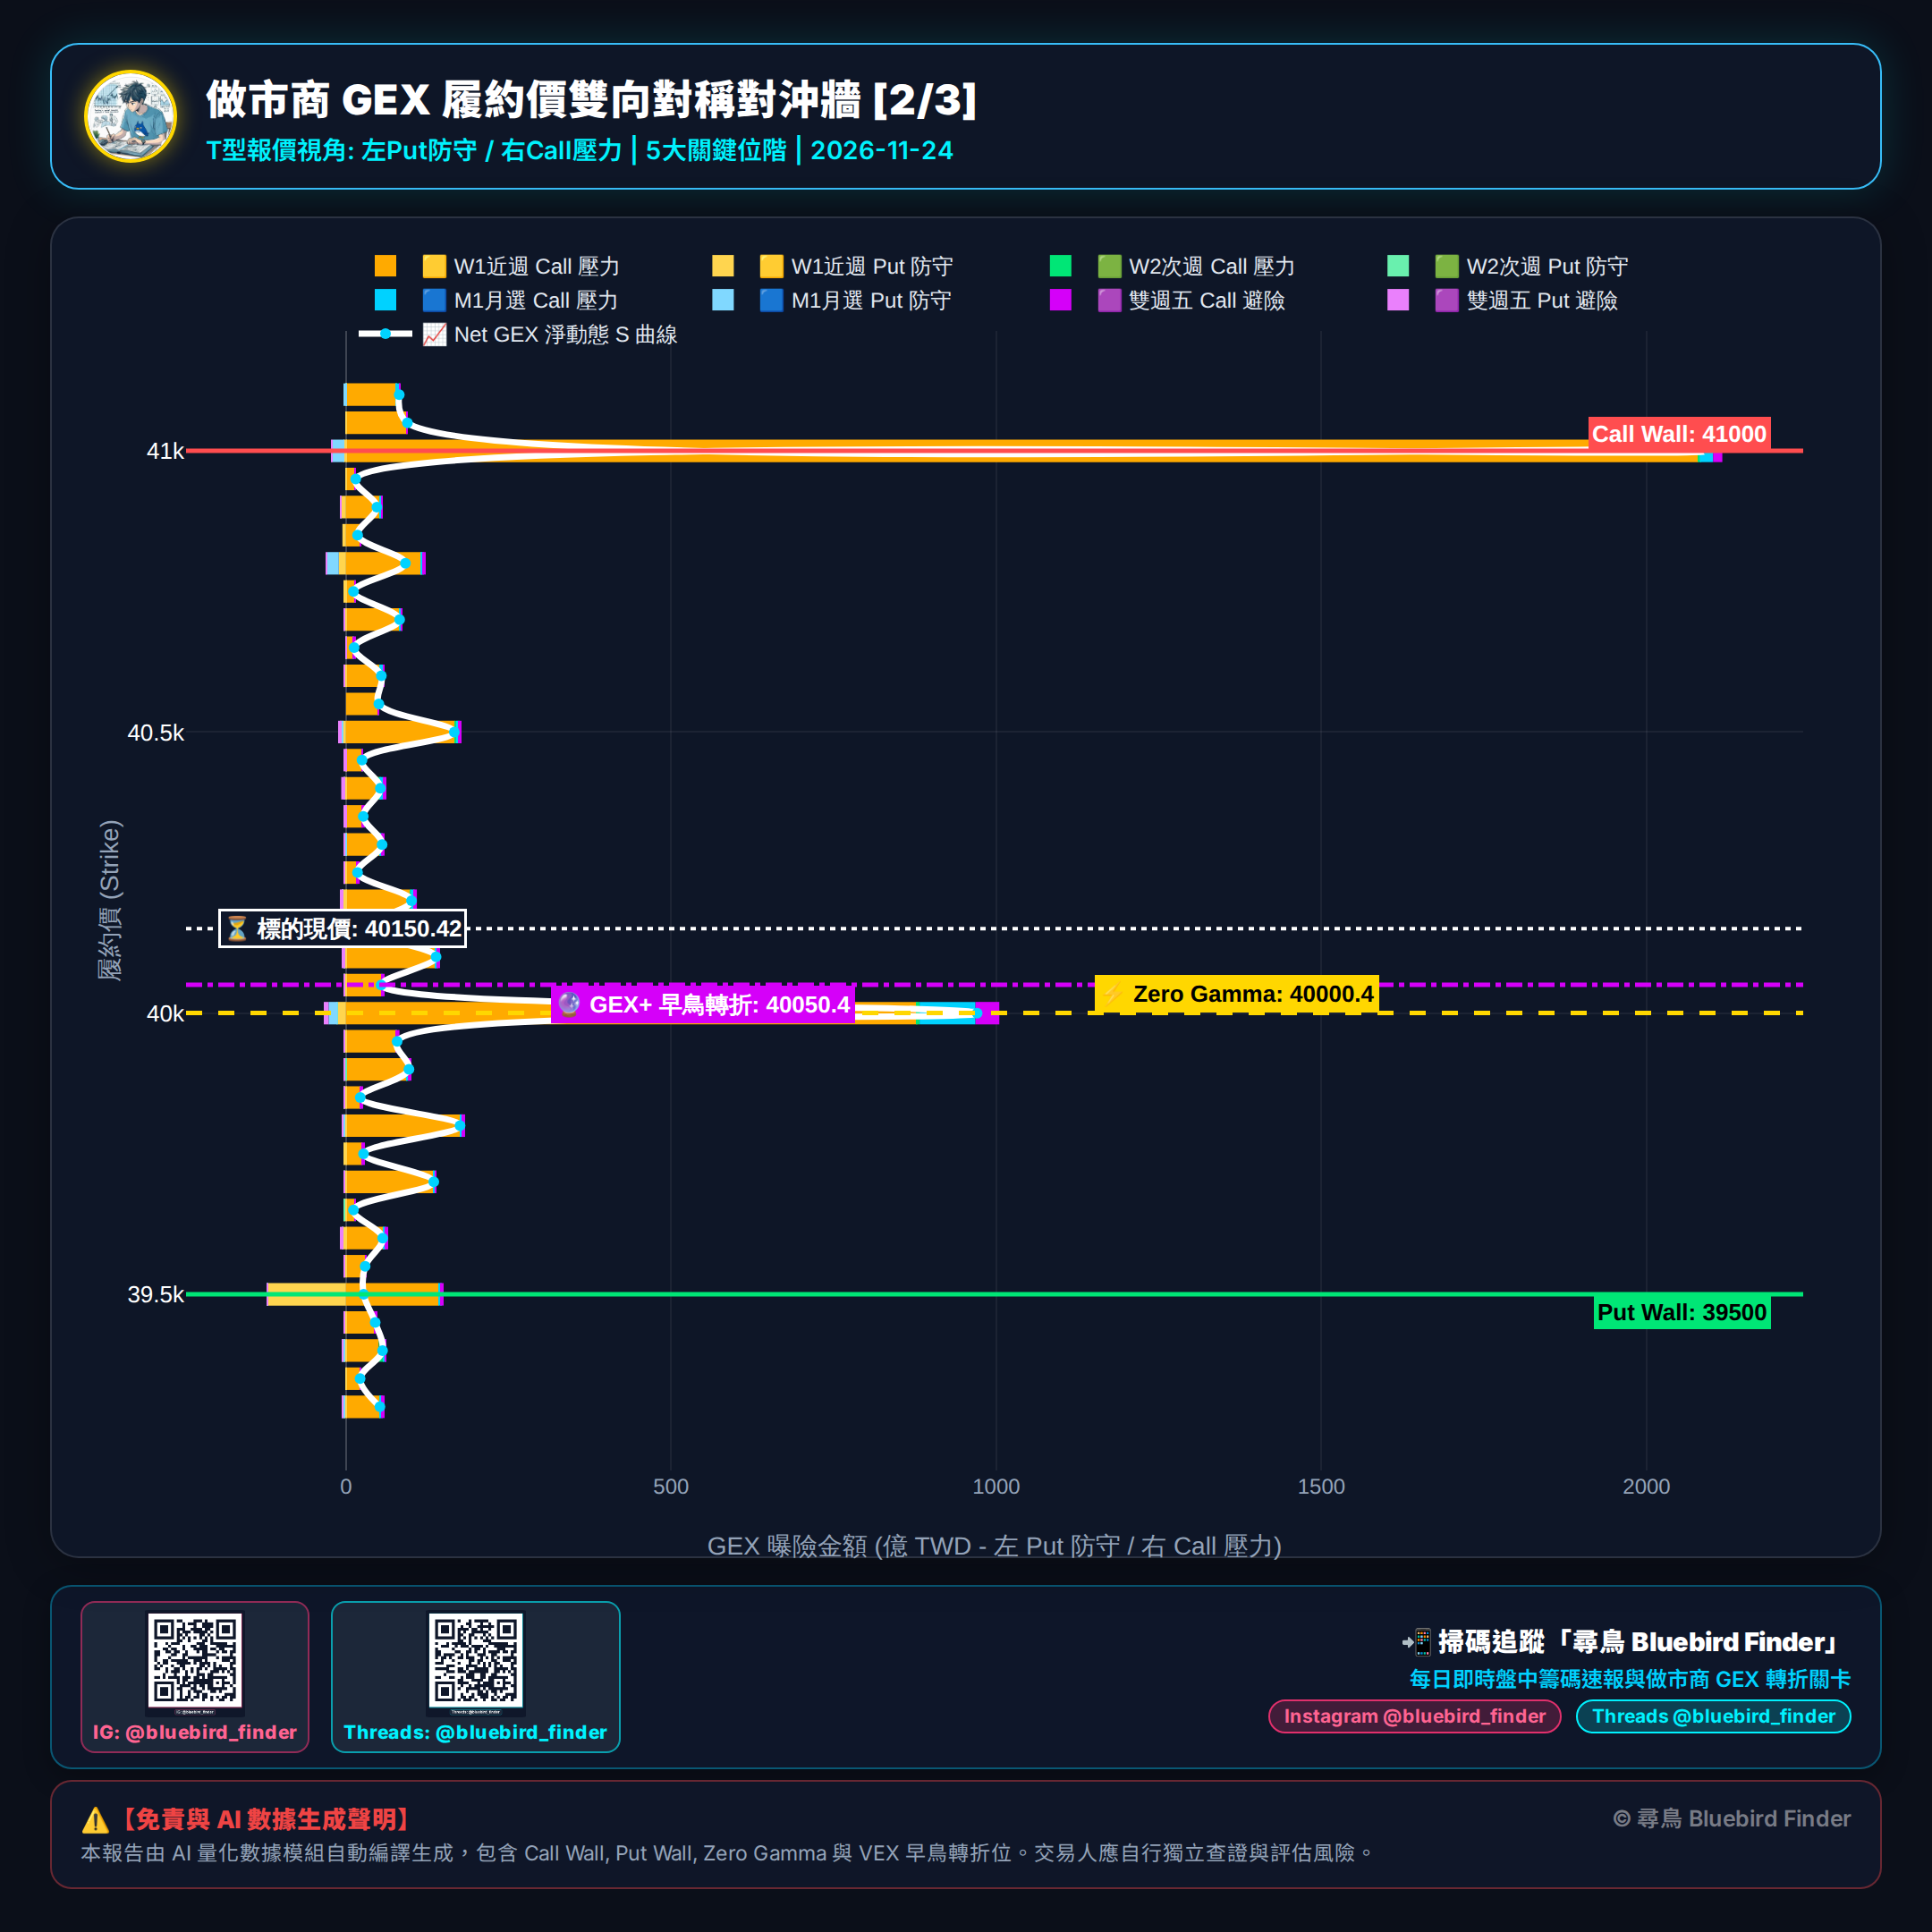 做市商 GEX 履約價雙向對稱對沖牆 [2/3]
T型報價視角: 左Put防守 / 右Call壓力 | 5大關鍵位階 | 2026-11-24
W1近週 Call 壓力
W1近週 Put 防守
W2次週 Call 壓力
W2次週 Put 防守
M1月選 Call 壓力
M1月選 Put 防守
雙週五 Call 避險
雙週五 Put 避險
Net GEX 淨動態 S 曲線
Call Wall: 41000
41k
40.5k
履約價 (Strike)
⏳ 標的現價: 40150.42
🔮 GEX+ 早鳥轉折: 40050.4
⚡ Zero Gamma: 40000.4
40k
39.5k
Put Wall: 39500
0
500
1000
1500
2000
GEX 曝險金額 (億 TWD - 左 Put 防守 / 右 Call 壓力)
IG: @bluebird_finder
Threads: @bluebird_finder
IG: @bluebird_finder
Threads: @bluebird_finder
📲 掃碼追蹤「尋鳥 Bluebird Finder」
每日即時盤中籌碼速報與做市商 GEX 轉折關卡
Instagram @bluebird_finder
Threads @bluebird_finder
⚠️【免責與 AI 數據生成聲明】
© 尋鳥 Bluebird Finder
本報告由 AI 量化數據模組自動編譯生成，包含 Call Wall, Put Wall, Zero Gamma 與 VEX 早鳥轉折位。交易人應自行獨立查證與評估風險。